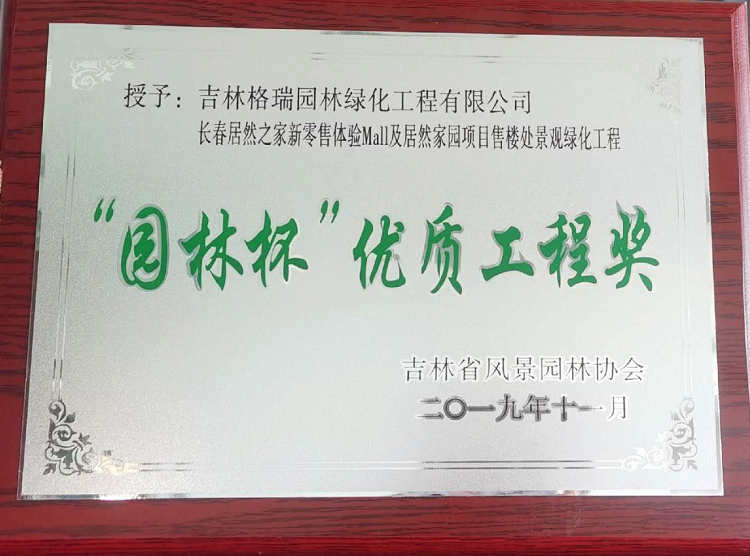 授予：吉林格瑞园林绿化工程有限公司
长春居然之家新零售体验Mall及居然家园项目售楼处景观绿化工程
“园林杯”优质工程奖
吉林省风景园林协会
二〇一九年十一月